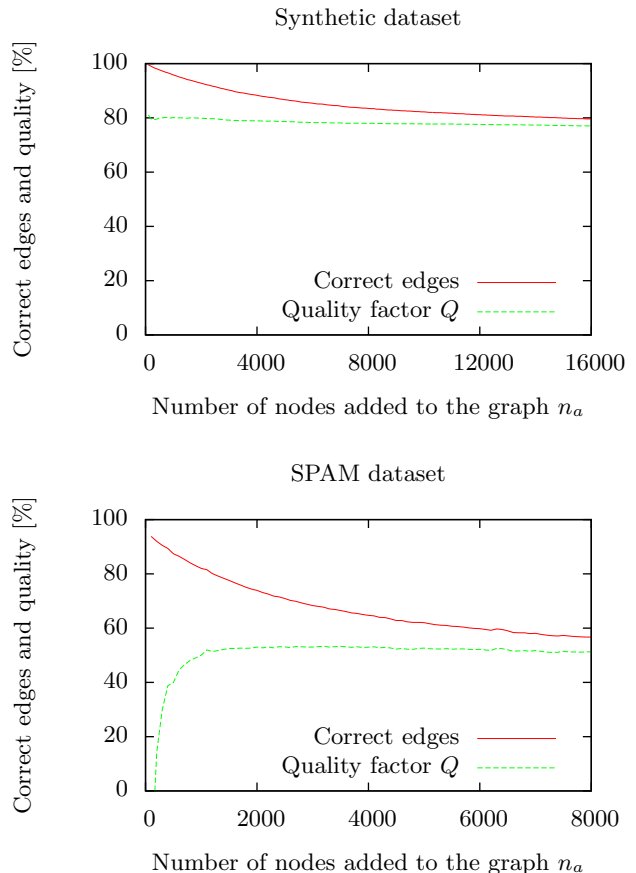 Synthetic dataset
Correct edges and quality [%]
100
80
60
40
20
0
Correct edges
Quality factor Q
0 4000 8000 12000 16000
Number of nodes added to the graph n_a
SPAM dataset
Correct edges and quality [%]
100
80
60
40
20
0
Correct edges
Quality factor Q
0 2000 4000 6000 8000
Number of nodes added to the graph n_a